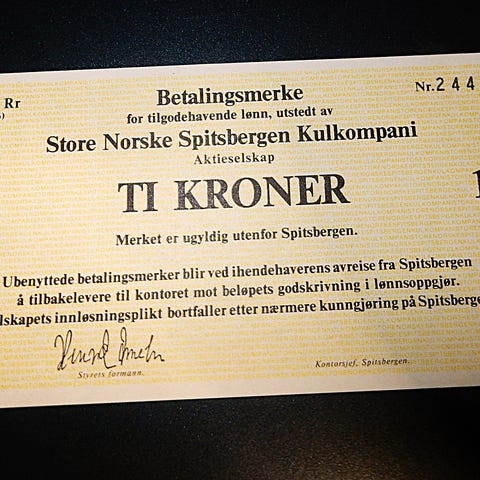 Rr
Nr. 244
Betalingsmerke
for tilgodehavende lønn, utstedt av
Store Norske Spitsbergen Kulkompani
Aktieselskap
TI KRONER
1
Merket er ugyldig utenfor Spitsbergen.
Ubenyttede betalingsmerker blir ved ihendehaverens avreise fra Spitsbergen
å tilbakelevere til kontoret mot beløpets godskrivning i lønnsoppgjør.
lskapets innløsningsplikt bortfaller etter nærmere kunngjøring på Spitsberge
Styrets formann.
Kontorsjef, Spitsbergen.